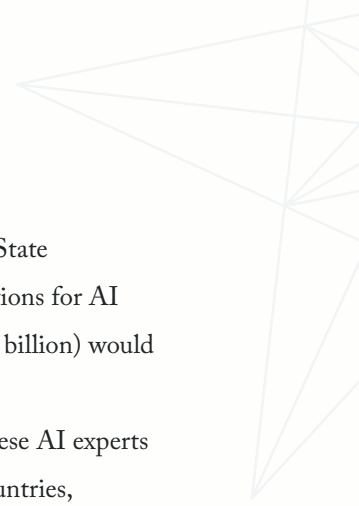 State
ions for AI
billion) would
ese AI experts
untries,